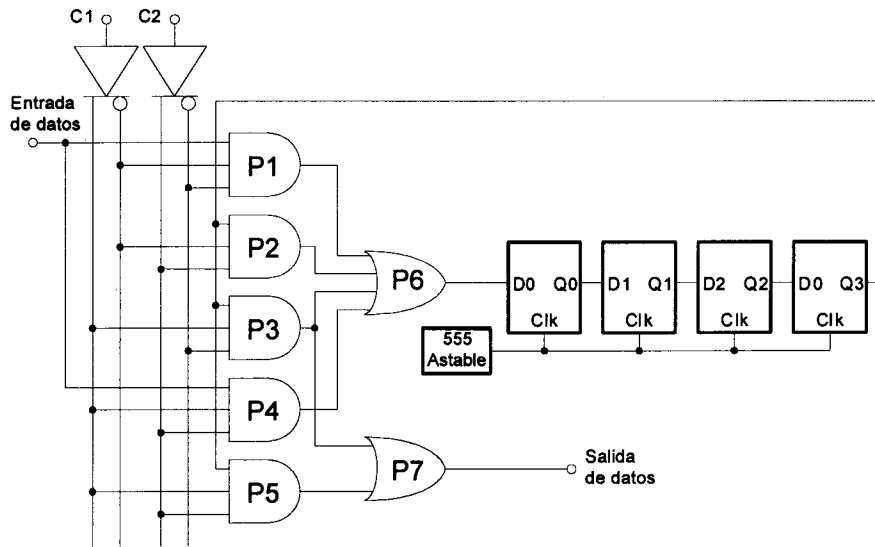 C1 C2
Entrada
de datos
P1
P2
P3
P4
P5
P6
P7
D0 Q0
Clk
D1 Q1
Clk
D2 Q2
Clk
D0 Q3
Clk
555
Astable
Salida
de datos